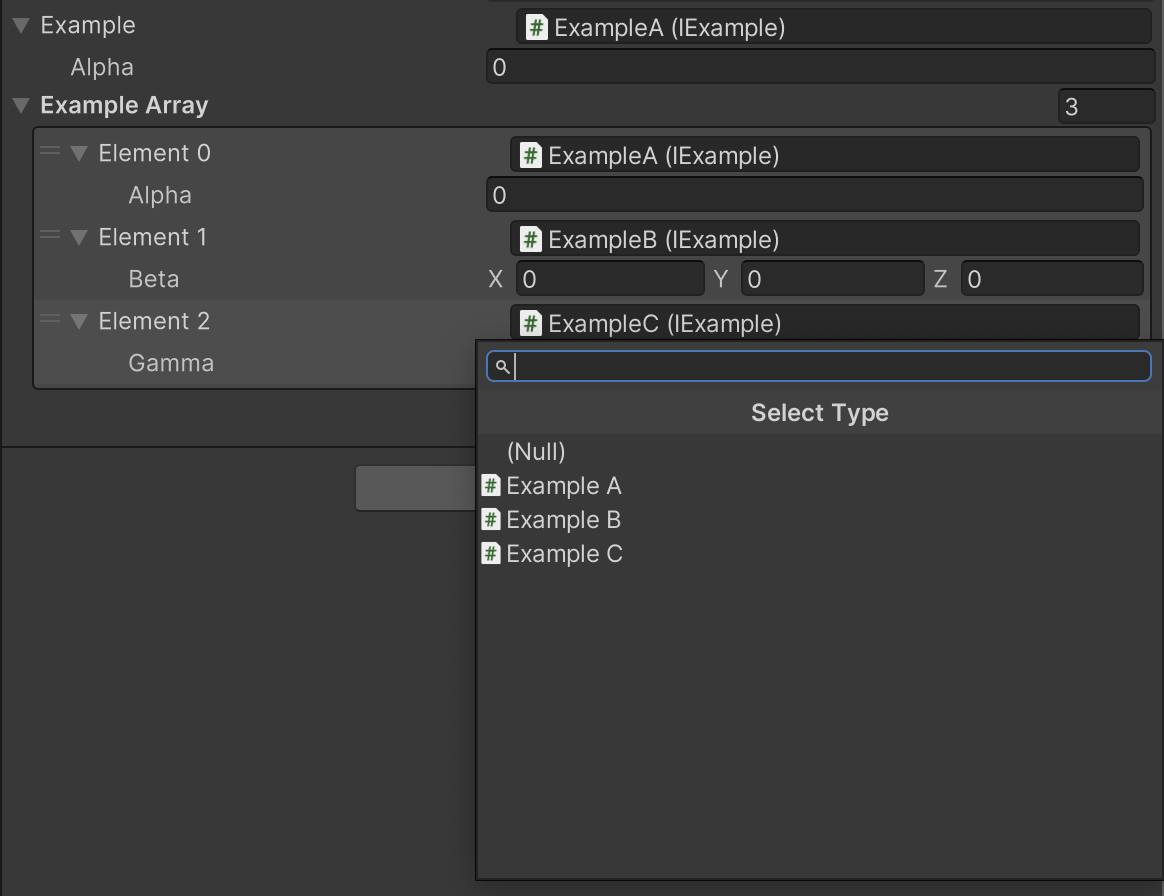 Example ExampleA (IExample)
Alpha 0
Example Array 3
Element 0 ExampleA (IExample)
Alpha 0
Element 1 ExampleB (IExample)
Beta X 0 Y 0 Z 0
Element 2 ExampleC (IExample)
Gamma
Select Type
(Null)
# Example A
# Example B
# Example C